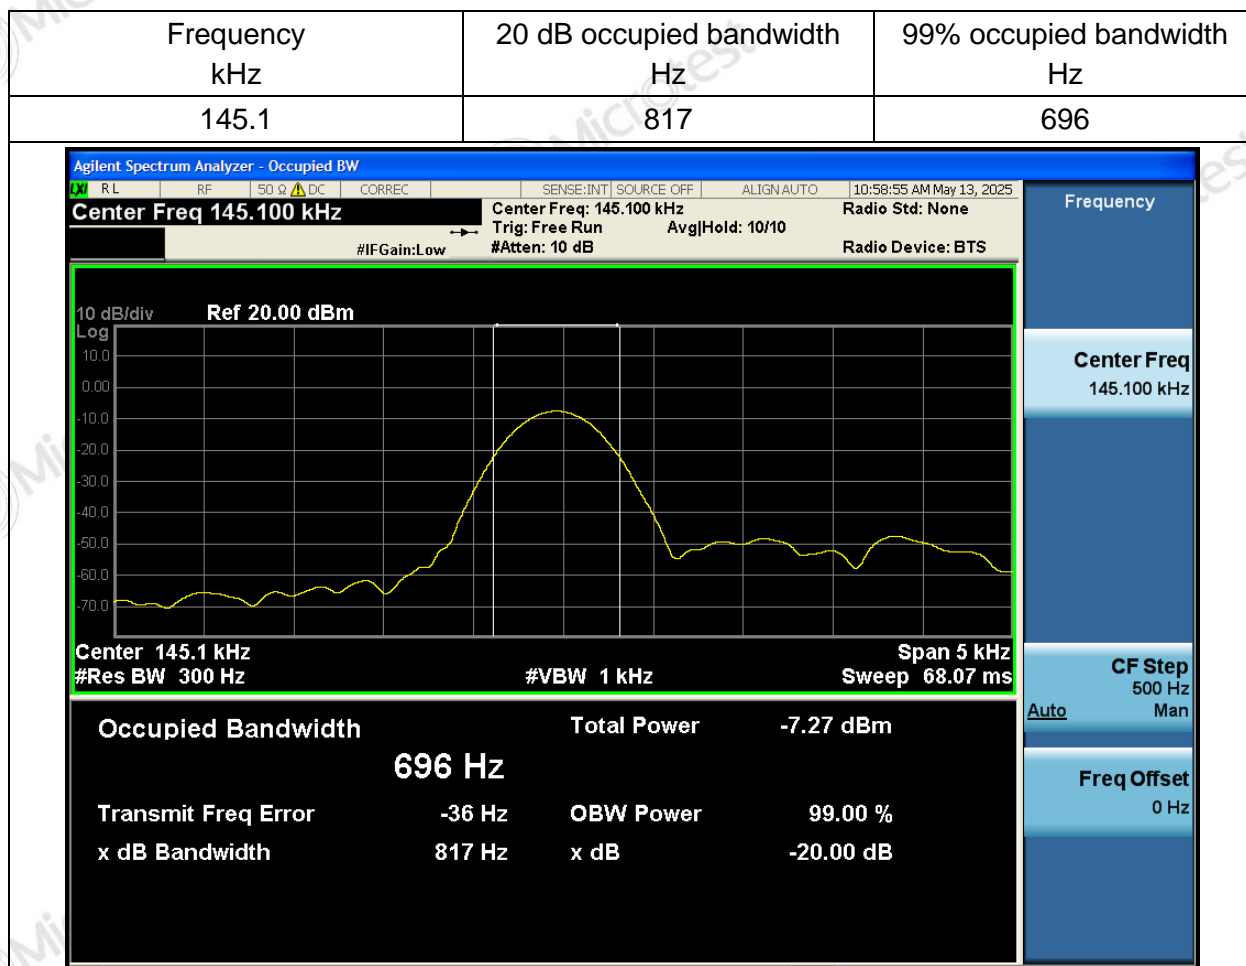 Frequency
kHz
20 dB occupied bandwidth
Hz
99% occupied bandwidth
Hz
145.1
817
696
Agilent Spectrum Analyzer - Occupied BW
LXI RL RF 50 Ω DC CORREC SENSE:INT SOURCE OFF ALIGN AUTO 10:58:55 AM May 13, 2025
Center Freq 145.100 kHz
#IFGain:Low
Center Freq: 145.100 kHz
Trig: Free Run Avg|Hold: 10/10
#Atten: 10 dB
Radio Std: None
Radio Device: BTS
10 dB/div Ref 20.00 dBm
Log
10.0
0.00
-10.0
-20.0
-30.0
-40.0
-50.0
-60.0
-70.0
Center 145.1 kHz Span 5 kHz
#Res BW 300 Hz #VBW 1 kHz Sweep 68.07 ms
Occupied Bandwidth Total Power -7.27 dBm
696 Hz
Transmit Freq Error -36 Hz OBW Power 99.00 %
x dB Bandwidth 817 Hz x dB -20.00 dB
Frequency
Center Freq
145.100 kHz
CF Step
500 Hz
Auto Man
Freq Offset
0 Hz
Microtest